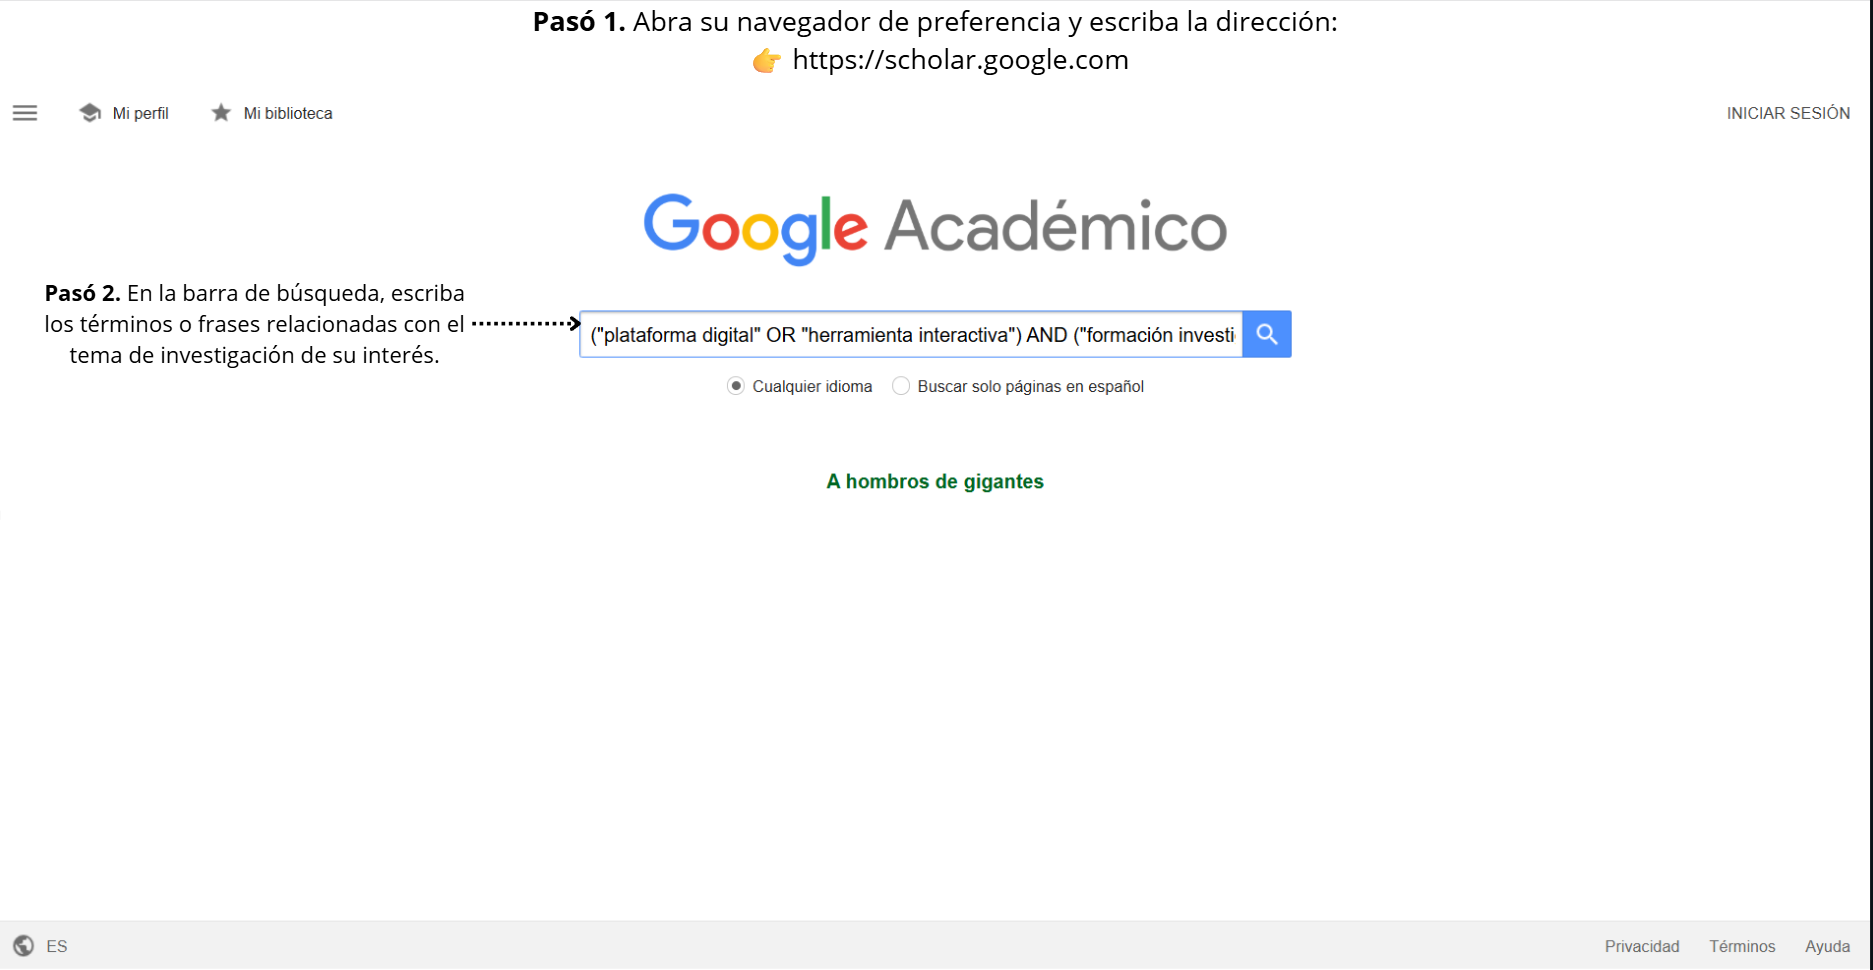 Pasó 1. Abra su navegador de preferencia y escriba la dirección:
👉 https://scholar.google.com
Mi perfil
Mi biblioteca
INICIAR SESIÓN
Google Académico
Pasó 2. En la barra de búsqueda, escriba
los términos o frases relacionadas con el
tema de investigación de su interés.
("plataforma digital" OR "herramienta interactiva") AND ("formación investi
Cualquier idioma
Buscar solo páginas en español
A hombros de gigantes
ES
Privacidad
Términos
Ayuda